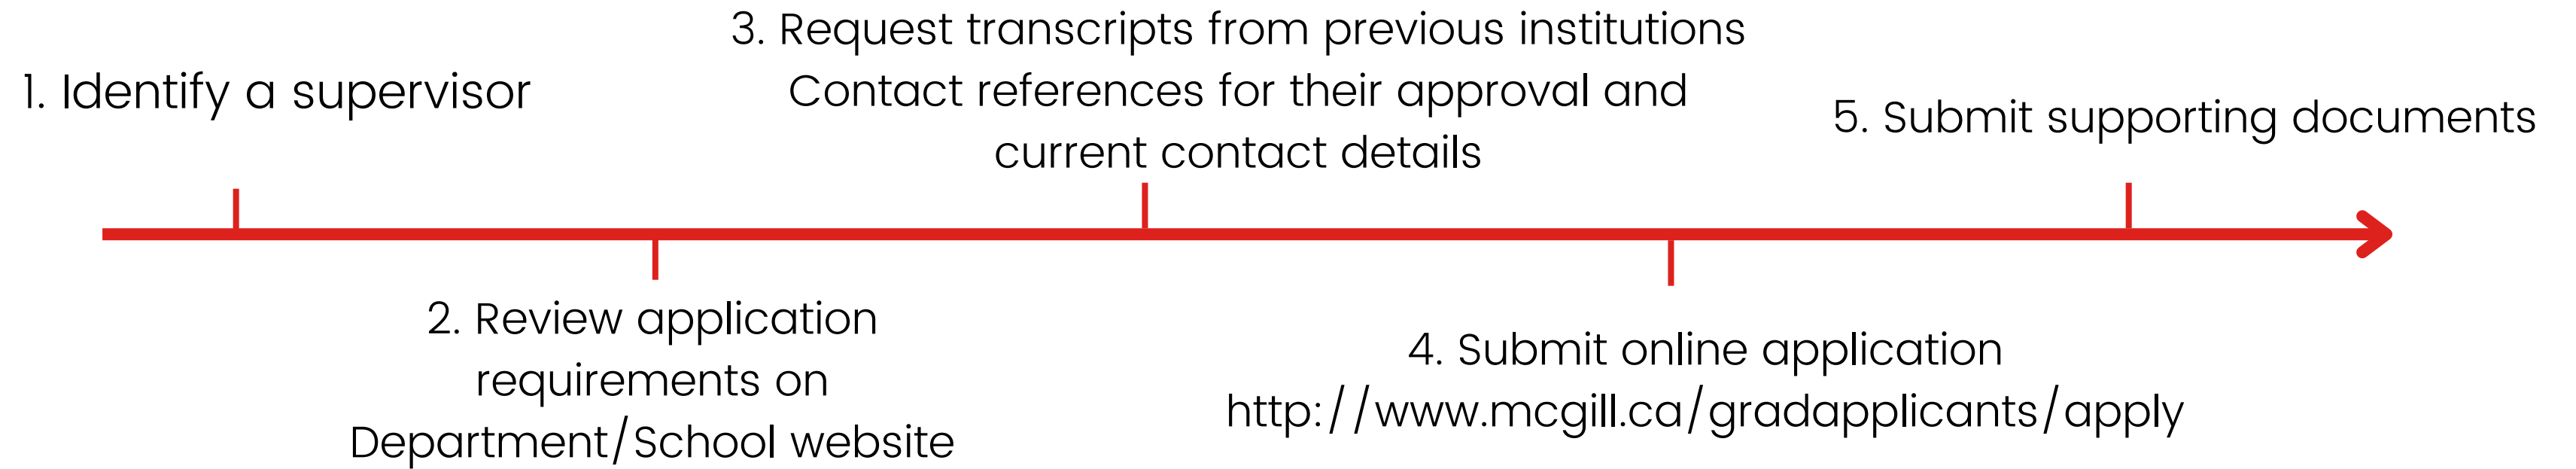 1. Identify a supervisor
2. Review application
requirements on
Department/School website
3. Request transcripts from previous institutions
Contact references for their approval and
current contact details
4. Submit online application
http://www.mcgill.ca/gradapplicants/apply
5. Submit supporting documents